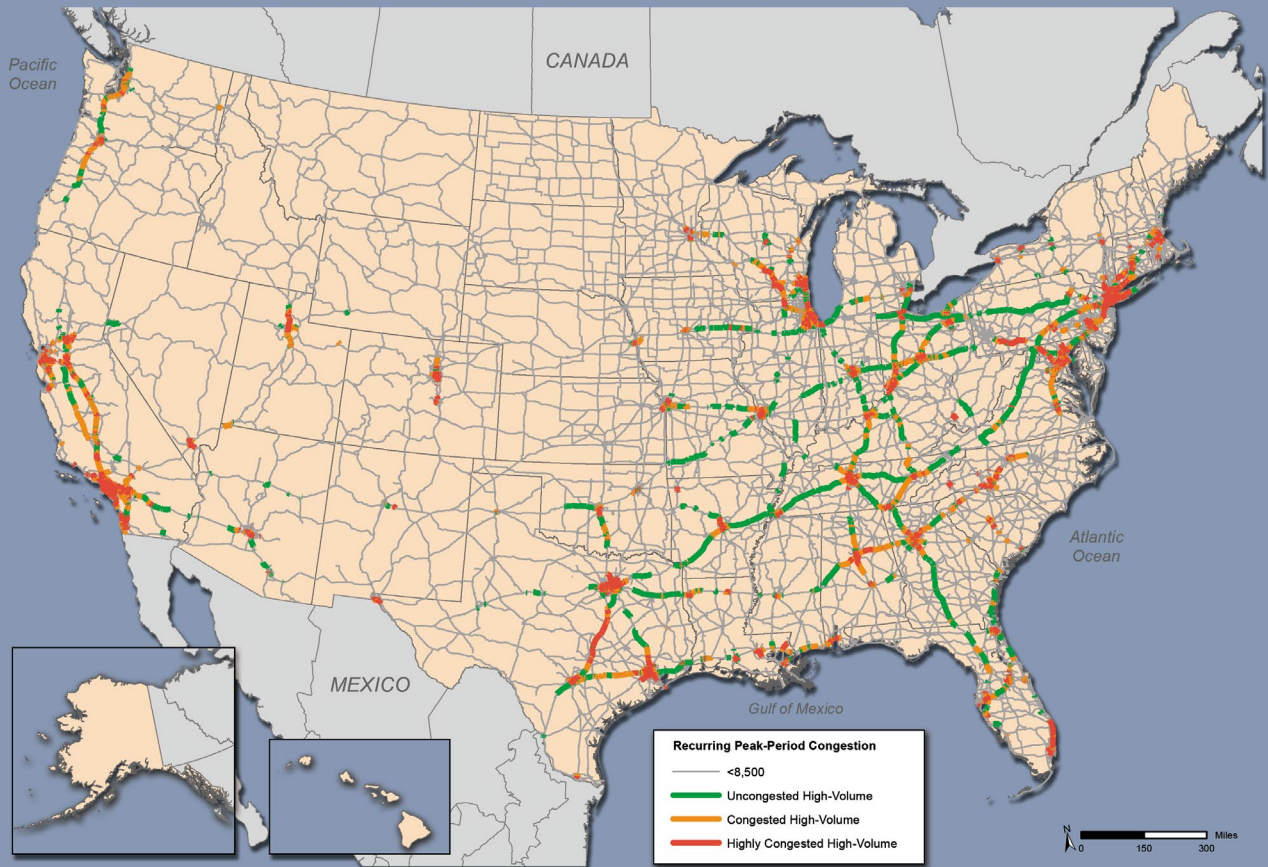 CANADA
Pacific
Ocean
Atlantic
Ocean
MEXICO
Gulf of Mexico
Recurring Peak-Period Congestion
<8,500
Uncongested High-Volume
Congested High-Volume
Highly Congested High-Volume
N
Miles
0 150 300